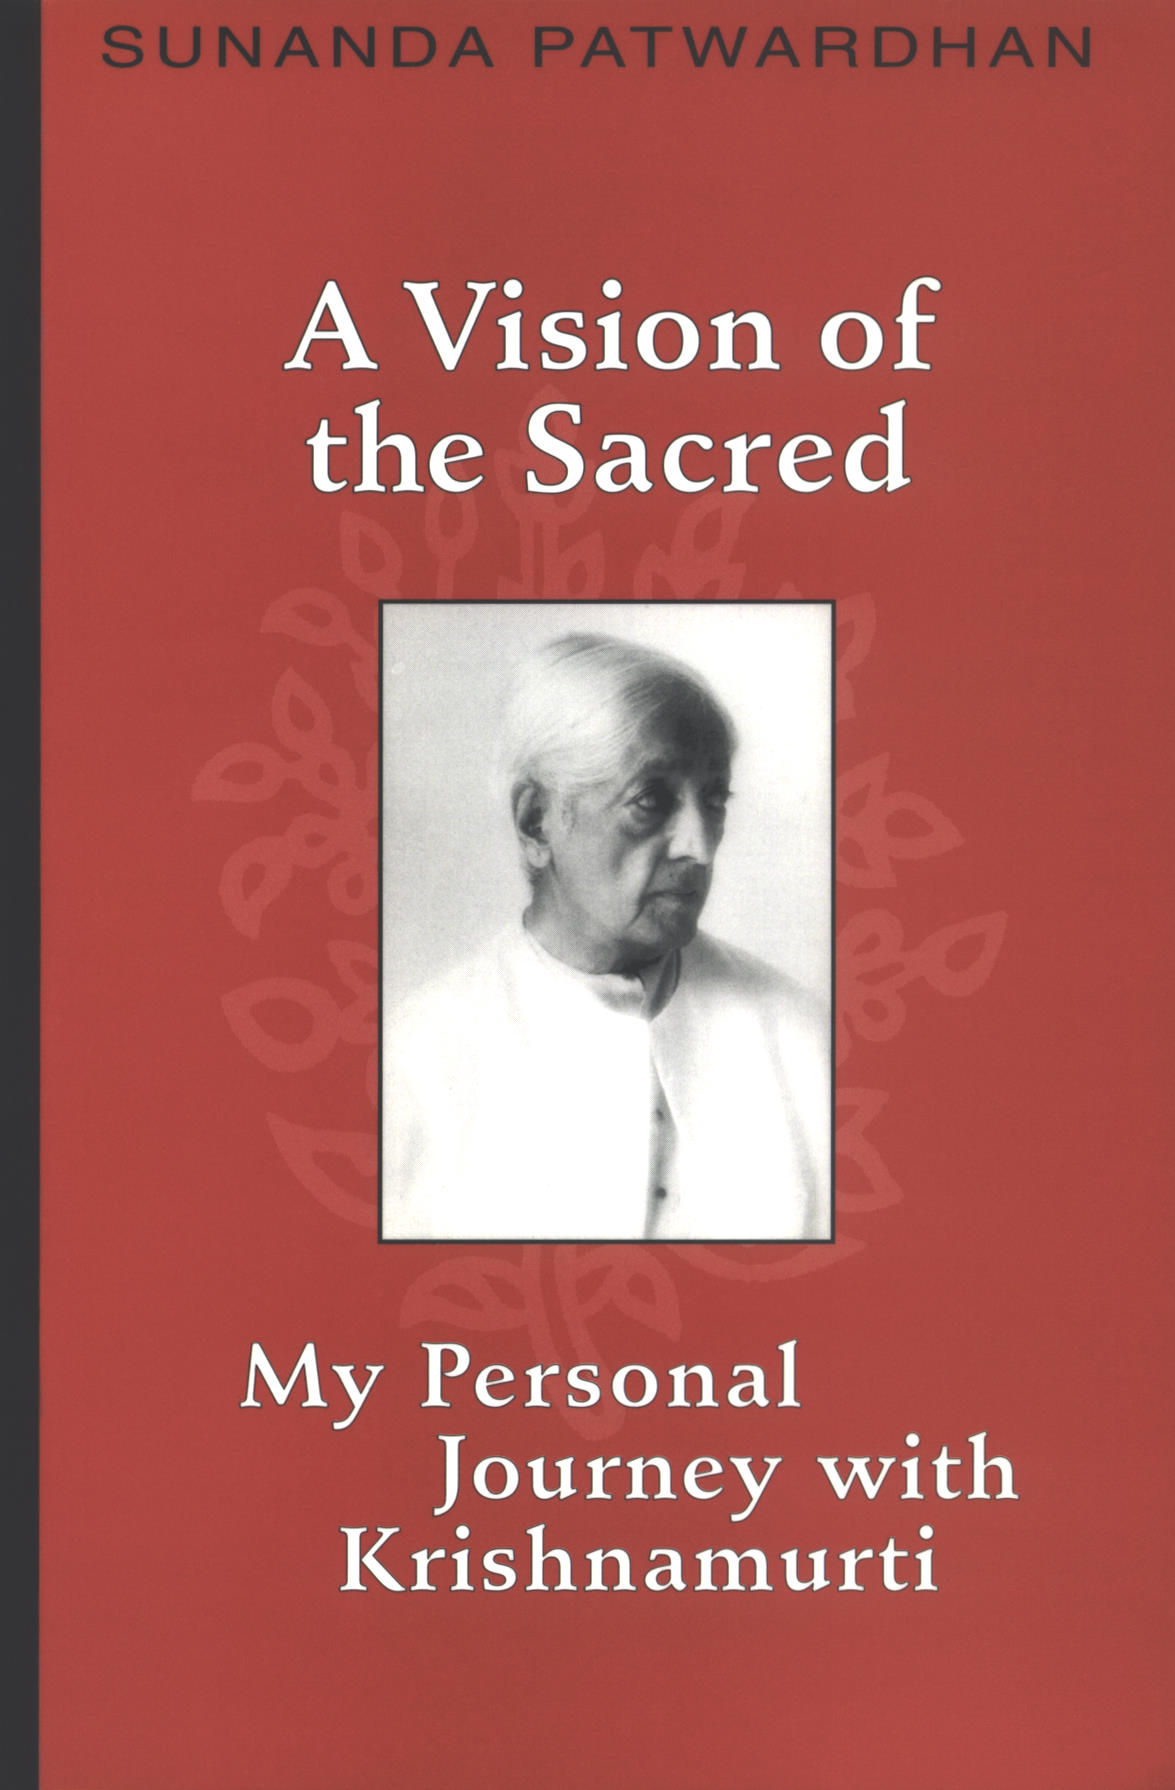 SUNANDA PATWARDHAN
A Vision of
the Sacred
My Personal
Journey with
Krishnamurti